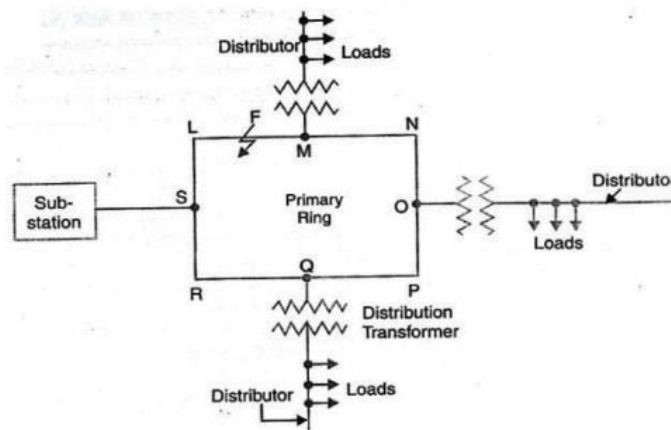 Distributor
Loads
L
F
M
N
Sub-
station
S
Primary
Ring
O
Distributor
Loads
Q
R
P
Distribution
Transformer
Loads
Distributor